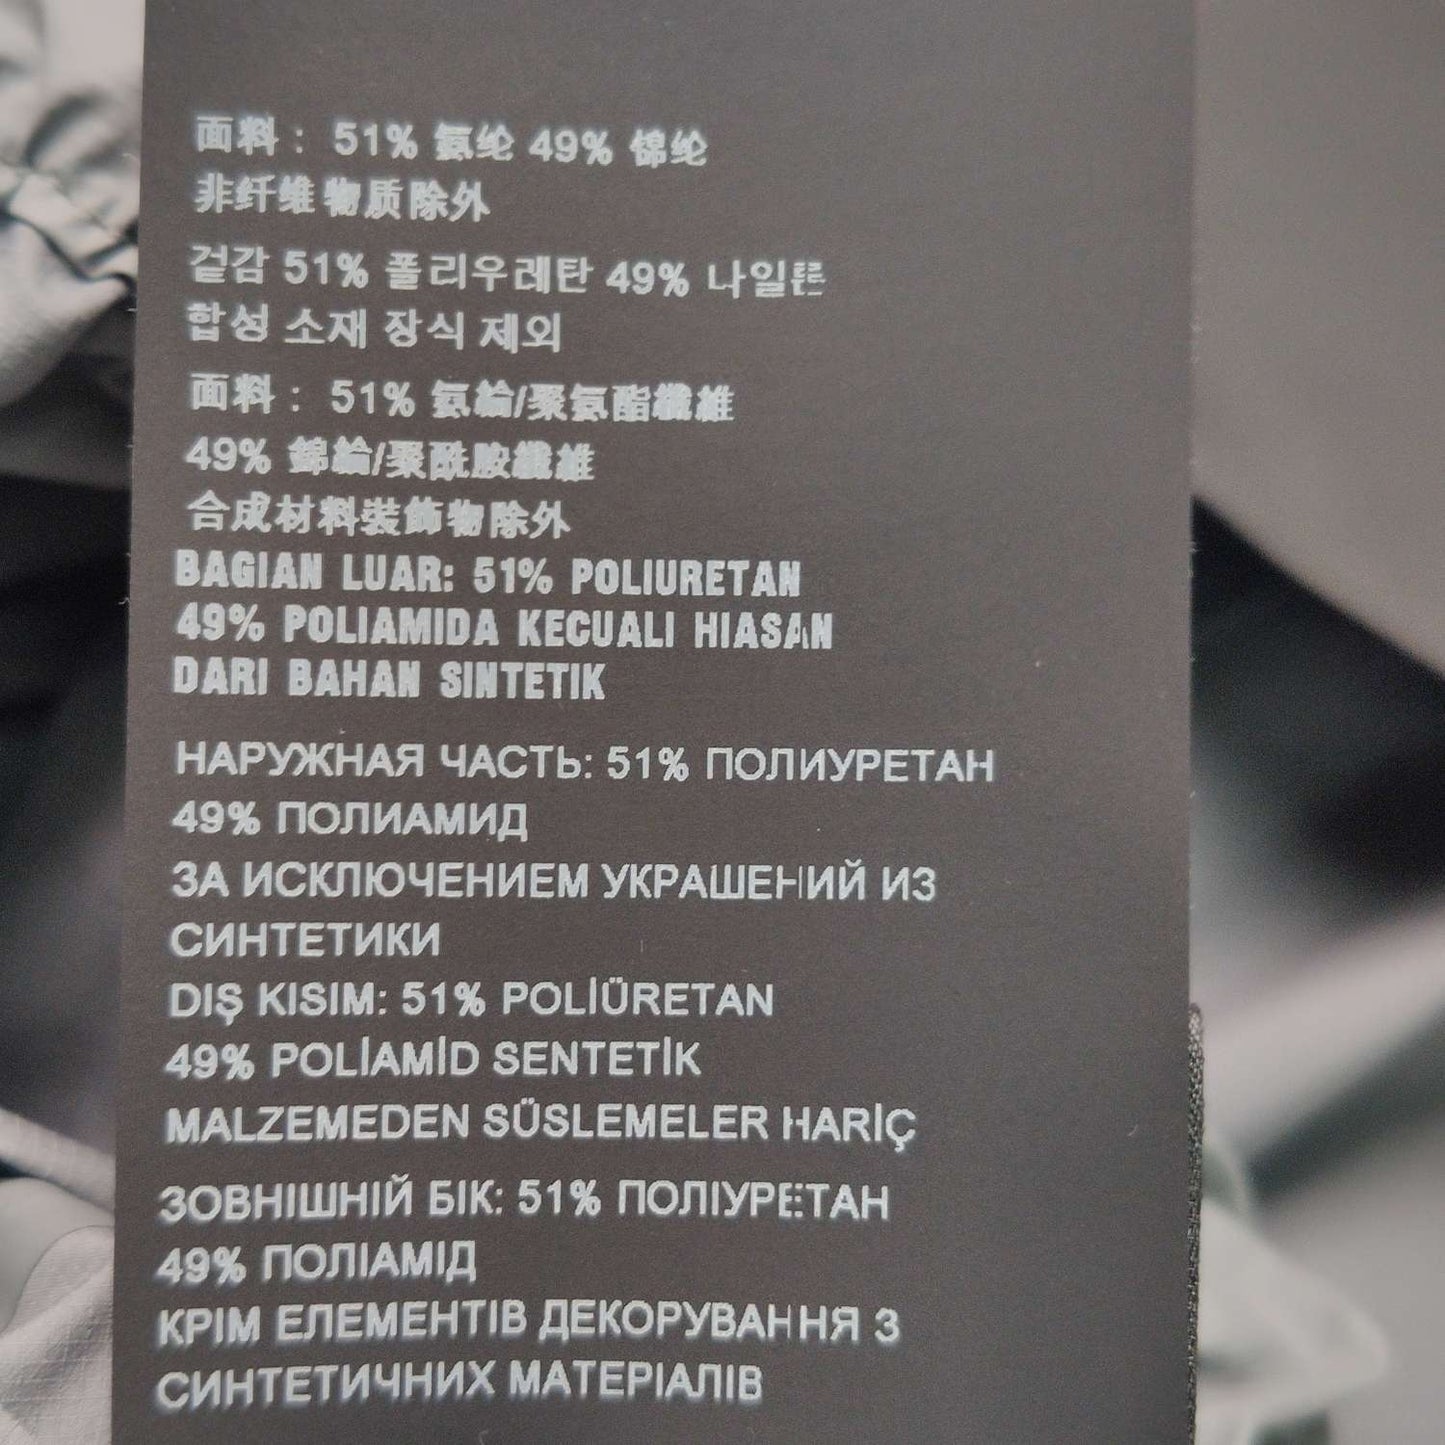 面料： 51% 氨纶 49% 锦纶
非纤维物质除外
겉감 51% 폴리우레탄 49% 나일론
합성 소재 장식 제외
面料： 51% 氨綸/聚氨酯纖維
49% 錦綸/聚酰胺纖維
合成材料裝飾物除外
BAGIAN LUAR: 51% POLIURETAN
49% POLIAMIDA KECUALI HIASAN
DARI BAHAN SINTETIK
НАРУЖНАЯ ЧАСТЬ: 51% ПОЛИУРЕТАН
49% ПОЛИАМИД
ЗА ИСКЛЮЧЕНИЕМ УКРАШЕНИЙ ИЗ
СИНТЕТИКИ
DIŞ KISIM: 51% POLİÜRETAN
49% POLİAMİD SENTETİK
MALZEMEDEN SÜSLEMELER HARİÇ
ЗОВНІШНІЙ БІК: 51% ПОЛІУРЕТАН
49% ПОЛІАМІД
КРІМ ЕЛЕМЕНТІВ ДЕКОРУВАННЯ З
СИНТЕТИЧНИХ МАТЕРІАЛІВ